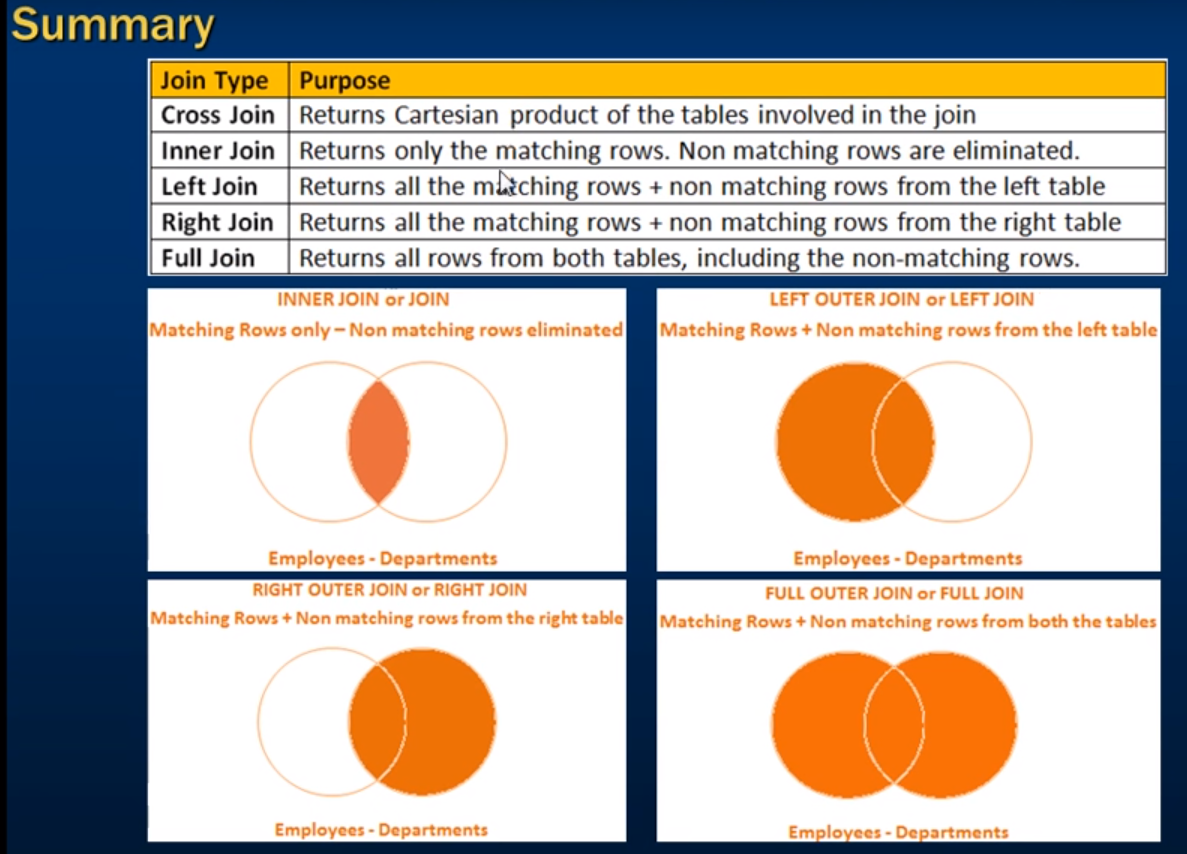 Summary
Join Type Purpose
Cross Join Returns Cartesian product of the tables involved in the join
Inner Join Returns only the matching rows. Non matching rows are eliminated.
Left Join Returns all the matching rows + non matching rows from the left table
Right Join Returns all the matching rows + non matching rows from the right table
Full Join Returns all rows from both tables, including the non-matching rows.
INNER JOIN or JOIN
Matching Rows only – Non matching rows eliminated
Employees - Departments
LEFT OUTER JOIN or LEFT JOIN
Matching Rows + Non matching rows from the left table
Employees - Departments
RIGHT OUTER JOIN or RIGHT JOIN
Matching Rows + Non matching rows from the right table
Employees - Departments
FULL OUTER JOIN or FULL JOIN
Matching Rows + Non matching rows from both the tables
Employees - Departments